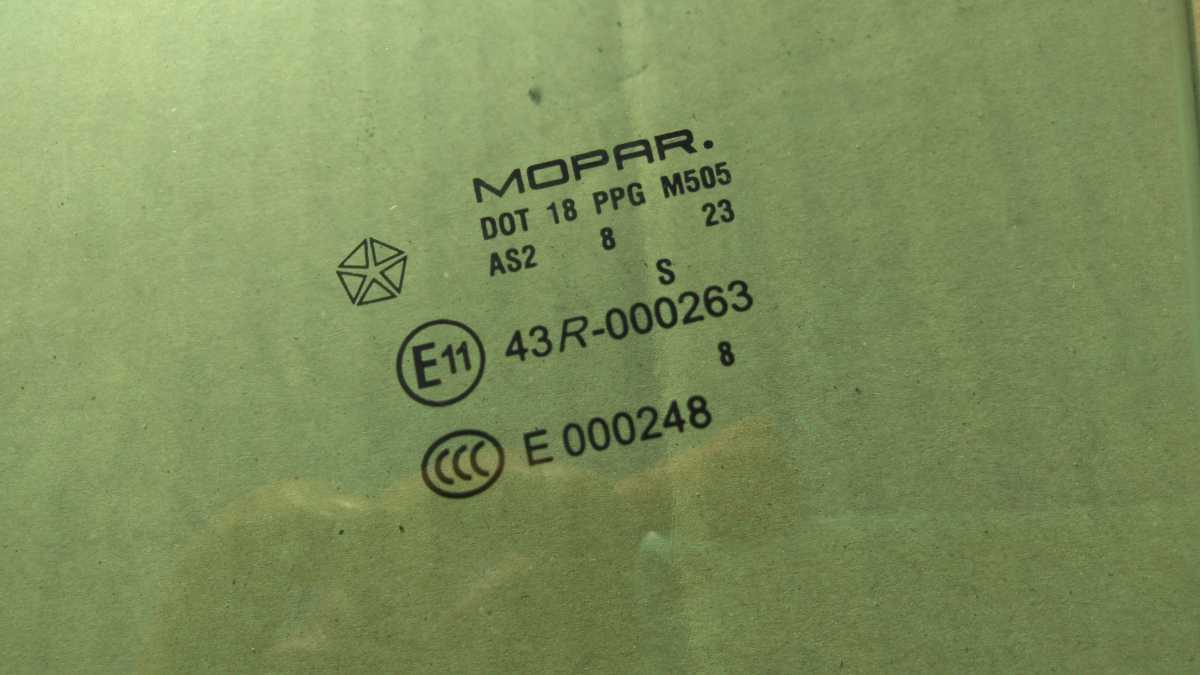 MOPAR.
DOT 18 PPG M505
AS2 8 23
S
E11 43R-000263
8
CCC E 000248